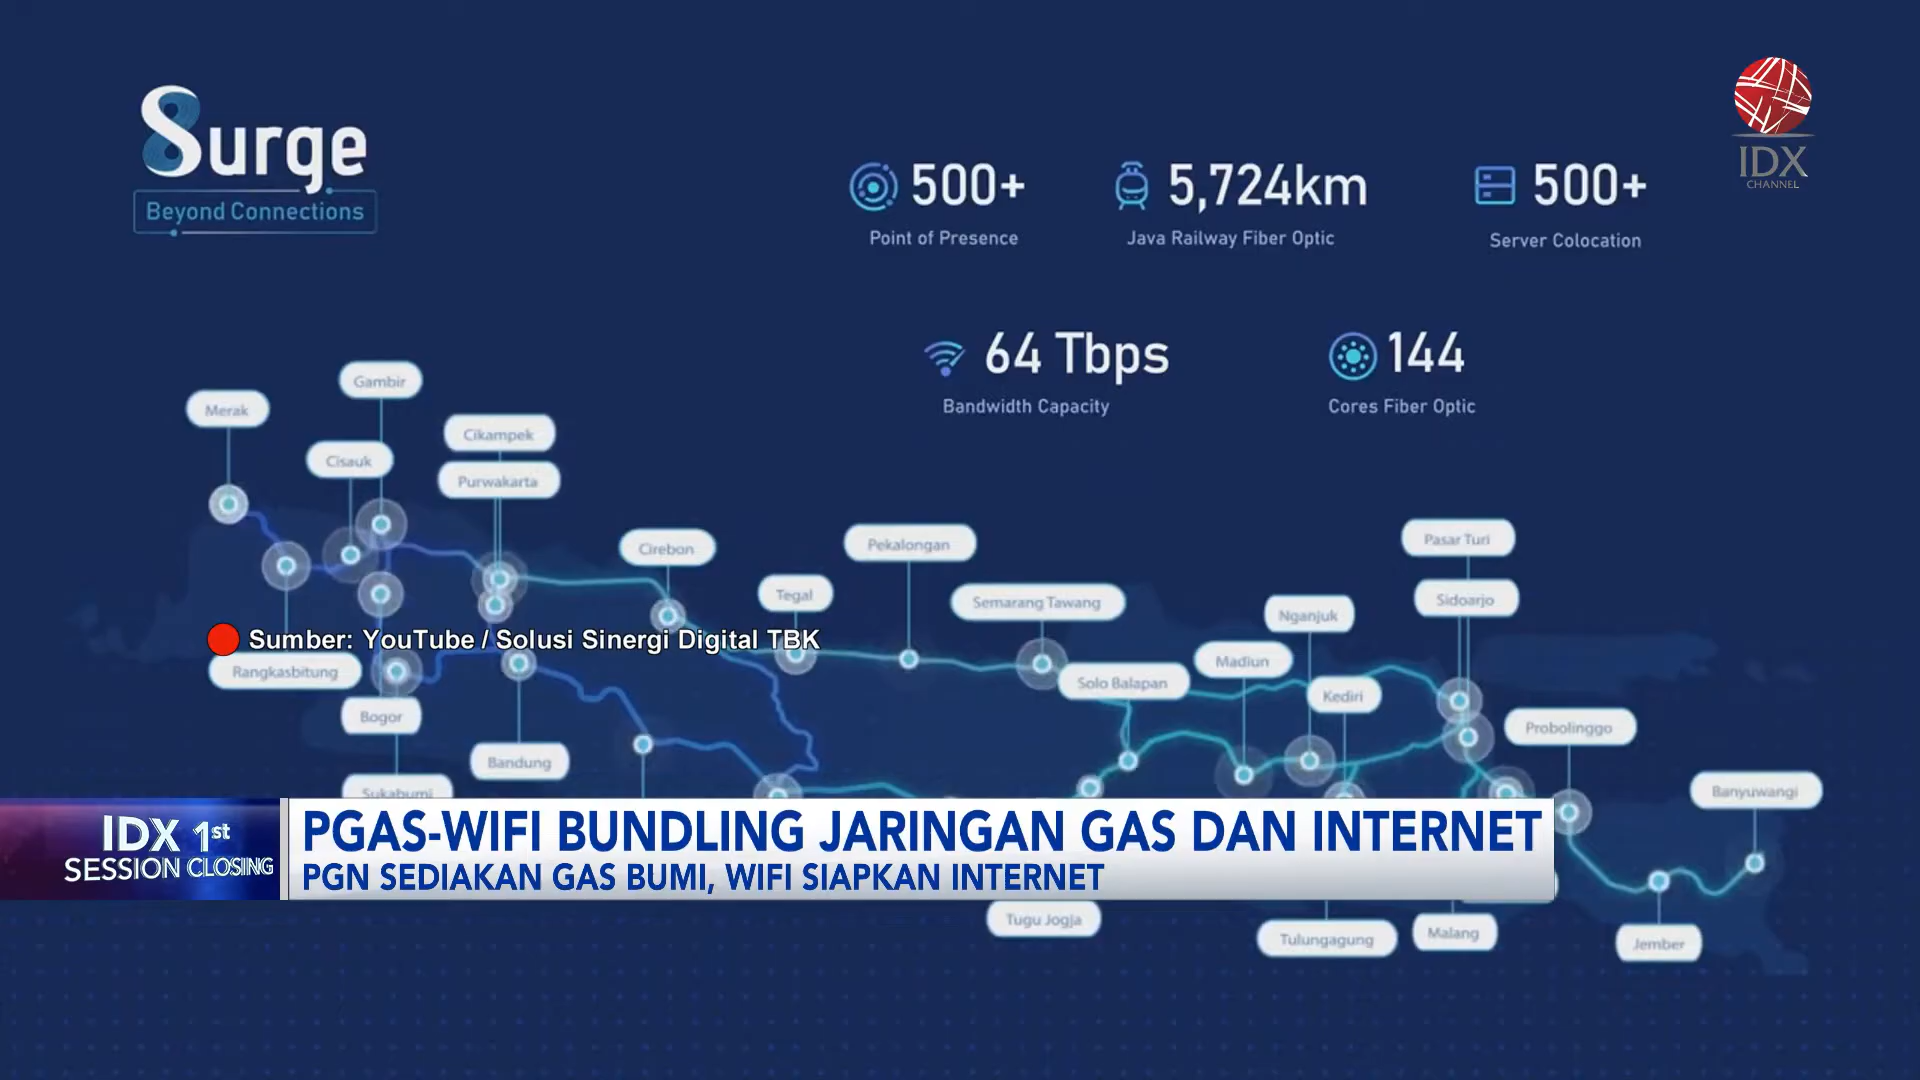 Surge
Beyond Connections
IDX
CHANNEL
500+
Point of Presence
5,724km
Java Railway Fiber Optic
500+
Server Colocation
64 Tbps
Bandwidth Capacity
144
Cores Fiber Optic
Gambir
Merak
Cikampek
Cisauk
Purwakarta
Pasar Turi
Pekalongan
Cirebon
Tegal
Semarang Tawang
Sidoarjo
Nganjuk
Sumber: YouTube / Solusi Sinergi Digital TBK
Rangkasbitung
Madiun
Solo Balapan
Kediri
Bogor
Probolinggo
Bandung
Sukabumi
Banyuwangi
IDX 1st
SESSION CLOSING
PGAS-WIFI BUNDLING JARINGAN GAS DAN INTERNET
PGN SEDIAKAN GAS BUMI, WIFI SIAPKAN INTERNET
Tugu Jogja
Tulungagung
Malang
Jember